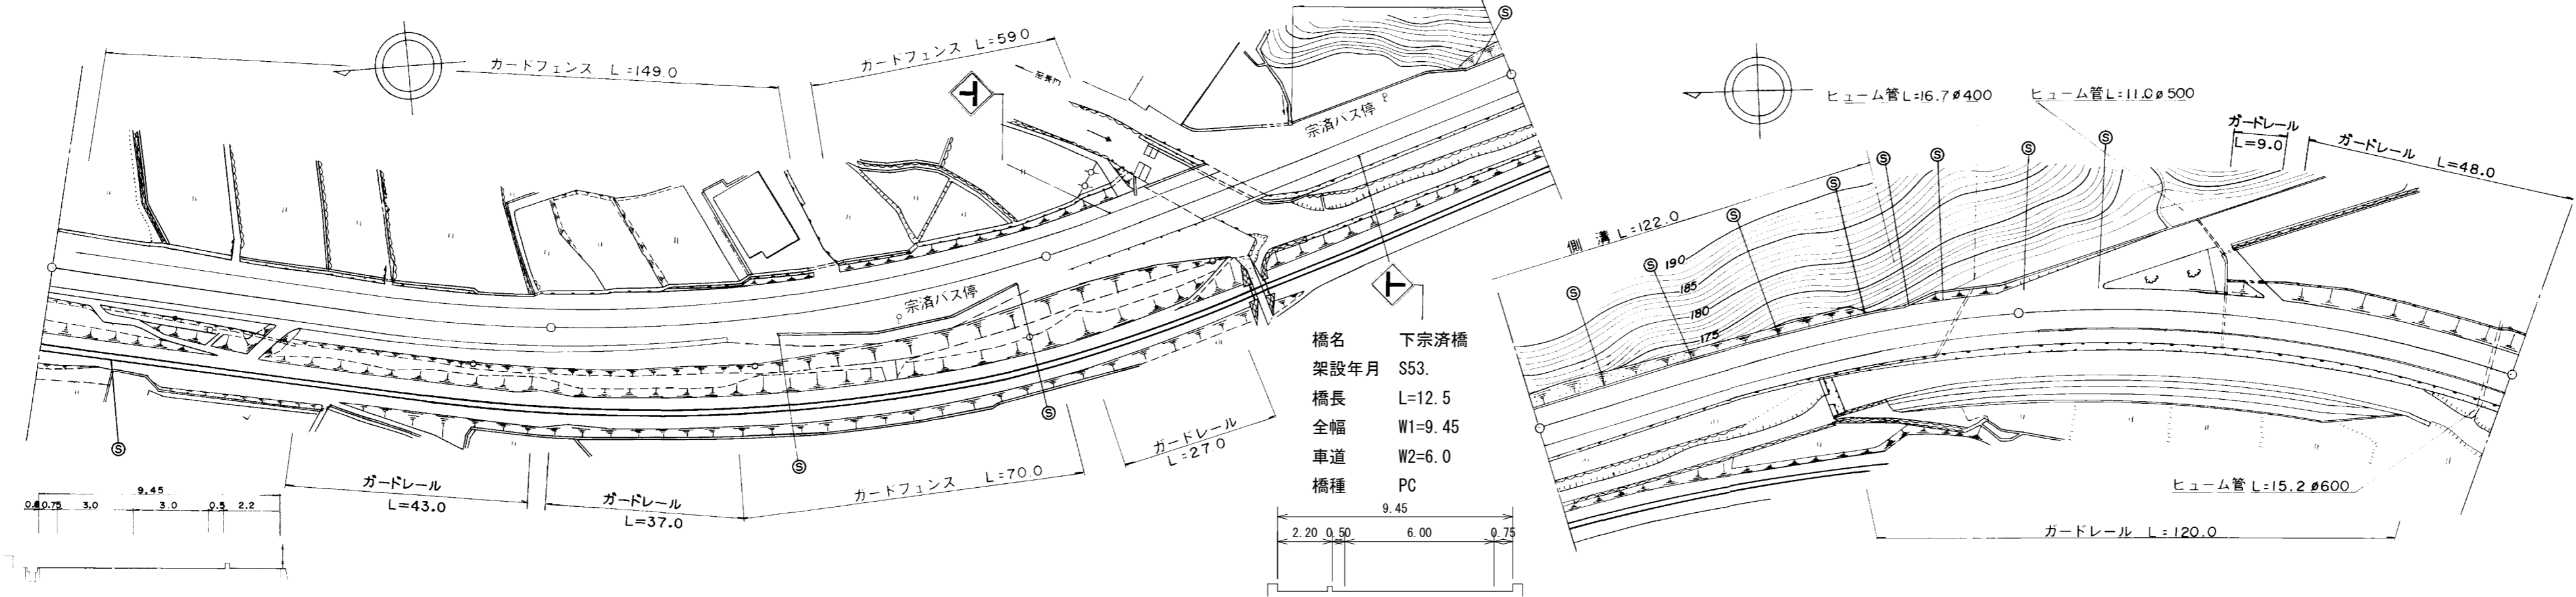 ガードフェンス L=149.0
ガードフェンス L=59.0
至長門
宗済バス停
宗済バス停
ガードレール
L=43.0
ガードレール
L=37.0
ガードフェンス L=70.0
ガードレール
L=27.0
9.45
0.75 3.0 3.0 0.5 2.2
橋名 下宗済橋
架設年月 S53.
橋長 L=12.5
全幅 W1=9.45
車道 W2=6.0
橋種 PC
9.45
2.20 0.50 6.00 0.75
ヒューム管 L=16.7 ø400
ヒューム管 L=11.0 ø500
ガードレール
L=9.0
ガードレール L=48.0
側溝 L=122.0
190
185
180
175
ヒューム管 L=15.2 ø600
ガードレール L=120.0
S
S
S
S
S
S
S
S
S
S
S
S